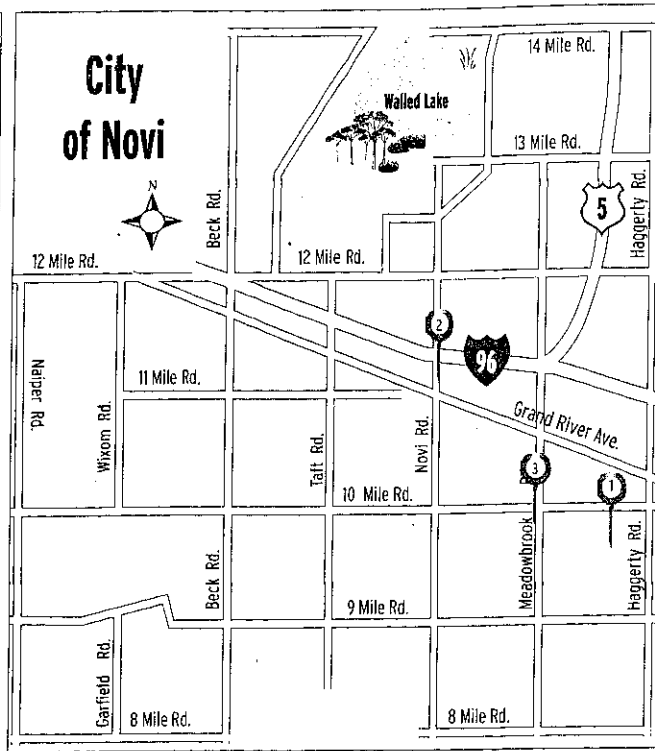 City
of Novi
N
14 Mile Rd.
Walled Lake
13 Mile Rd.
5
Haggerty Rd.
Beck Rd.
12 Mile Rd.
12 Mile Rd.
2
96
Naiper Rd.
11 Mile Rd.
Wixom Rd.
Taft Rd.
Novi Rd.
Grand River Ave.
3
1
10 Mile Rd.
Meadowbrook
Haggerty Rd.
Beck Rd.
9 Mile Rd.
Garfield Rd.
8 Mile Rd.
8 Mile Rd.